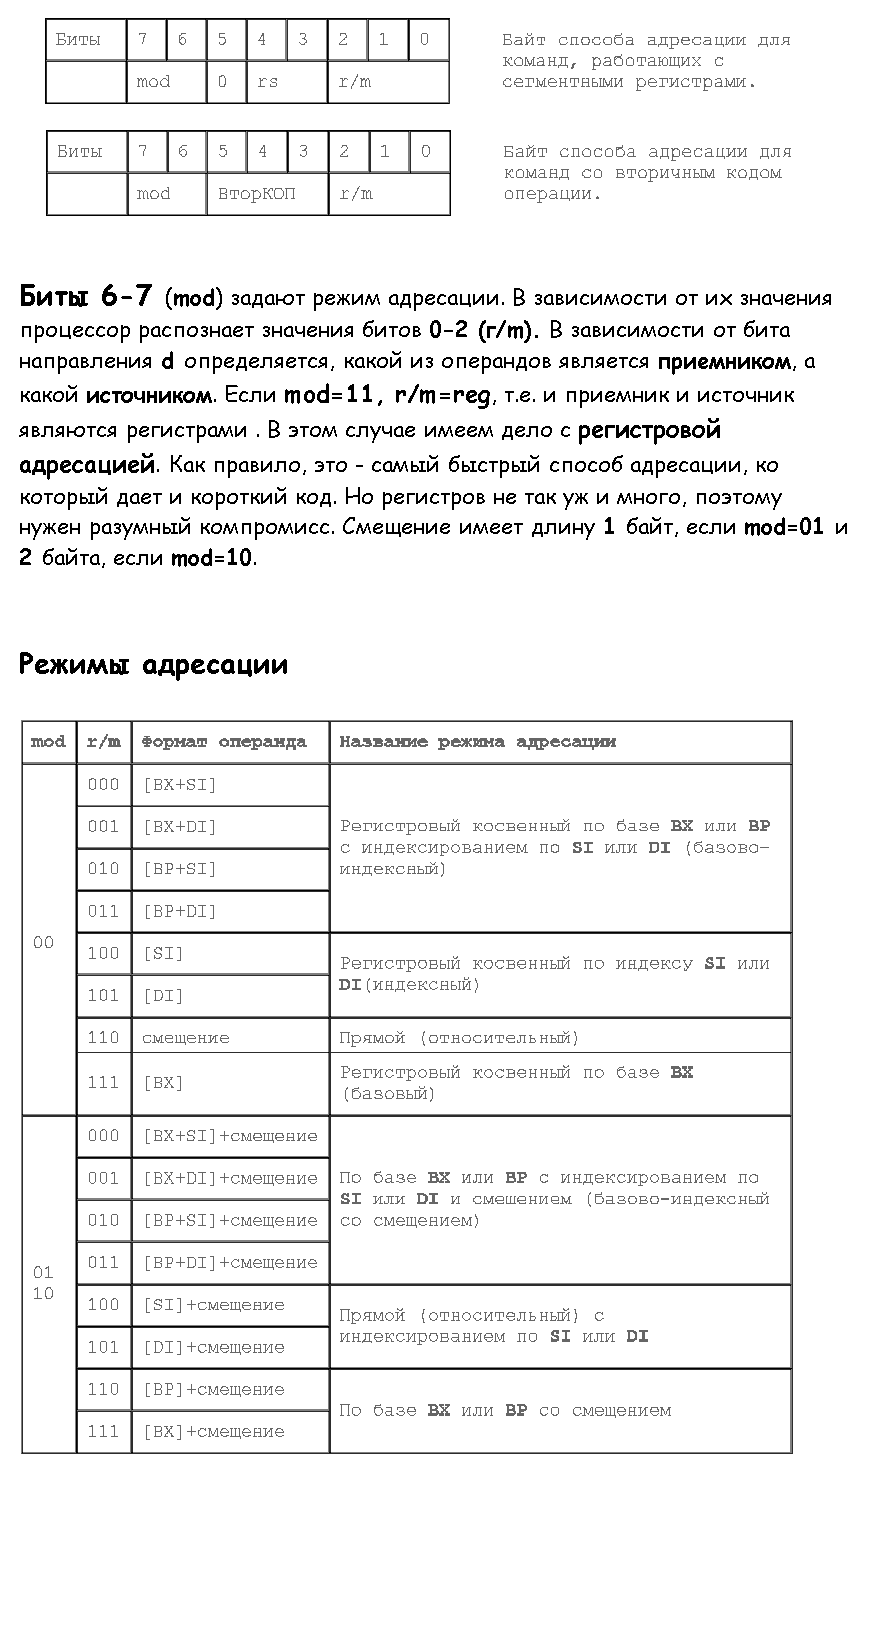 Биты 7 6 5 4 3 2 1 0
mod 0 rs r/m
Байт способа адресации для
команд, работающих с
сегментными регистрами.
Биты 7 6 5 4 3 2 1 0
mod ВторКОП r/m
Байт способа адресации для
команд со вторичным кодом
операции.
Биты 6-7 (mod) задают режим адресации. В зависимости от их значения
процессор распознает значения битов 0-2 (г/m). В зависимости от бита
направления d определяется, какой из операндов является приемником, а
какой источником. Если mod=11, r/m=reg, т.е. и приемник и источник
являются регистрами . В этом случае имеем дело с регистровой
адресацией. Как правило, это - самый быстрый способ адресации, ко
который дает и короткий код. Но регистров не так уж и много, поэтому
нужен разумный компромисс. Смещение имеет длину 1 байт, если mod=01 и
2 байта, если mod=10.
Режимы адресации
mod r/m Формат операнда Название режима адресации
00
000 [BX+SI]
001 [BX+DI]
010 [BP+SI]
011 [BP+DI]
Регистровый косвенный по базе BX или BP
с индексированием по SI или DI (базово-
индексный)
100 [SI]
101 [DI]
Регистровый косвенный по индексу SI или
DI(индексный)
110 смещение Прямой (относительный)
111 [BX]
Регистровый косвенный по базе BX
(базовый)
01
10
000 [BX+SI]+смещение
001 [BX+DI]+смещение
010 [BP+SI]+смещение
011 [BP+DI]+смещение
По базе BX или BP с индексированием по
SI или DI и смешением (базово-индексный
со смещением)
100 [SI]+смещение
101 [DI]+смещение
Прямой (относительный) с
индексированием по SI или DI
110 [BP]+смещение
111 [BX]+смещение
По базе BX или BP со смещением